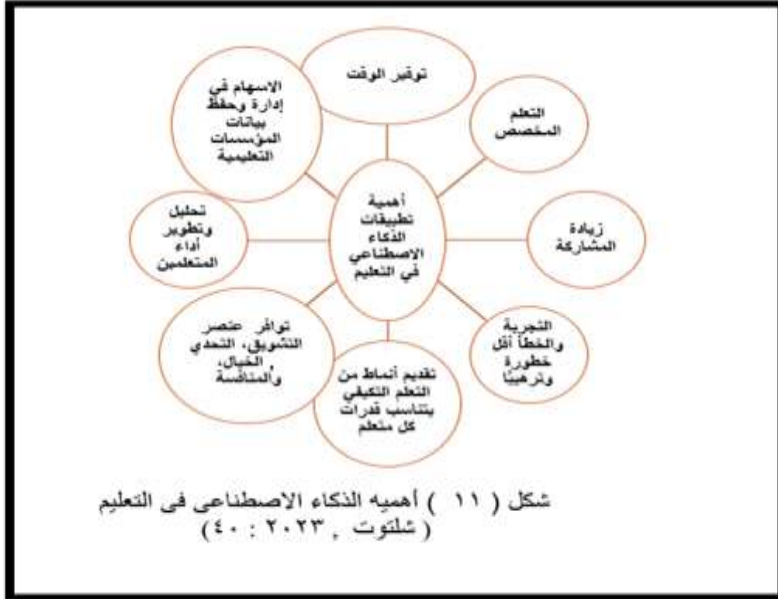 توفير الوقت
التعلم
المخصص
زيادة
المشاركة
التجربة
والخطأ أقل
خطورة
وترهيبًا
تقديم أنماط من
التعلم التكيفي
يتناسب قدرات
كل متعلم
توافر عنصر
التشويق، التحدي
، الخيال،
والمنافسة
تحليل
وتطوير
أداء
المتعلمين
الاسهام في
إدارة وحفظ
بيانات
المؤسسات
التعليمية
أهمية
تطبيقات
الذكاء
الاصطناعي
في التعليم
شكل ( ١١ ) أهميه الذكاء الاصطناعى فى التعليم
( شلتوت , ٢٠٢٣ : ٤٠ )